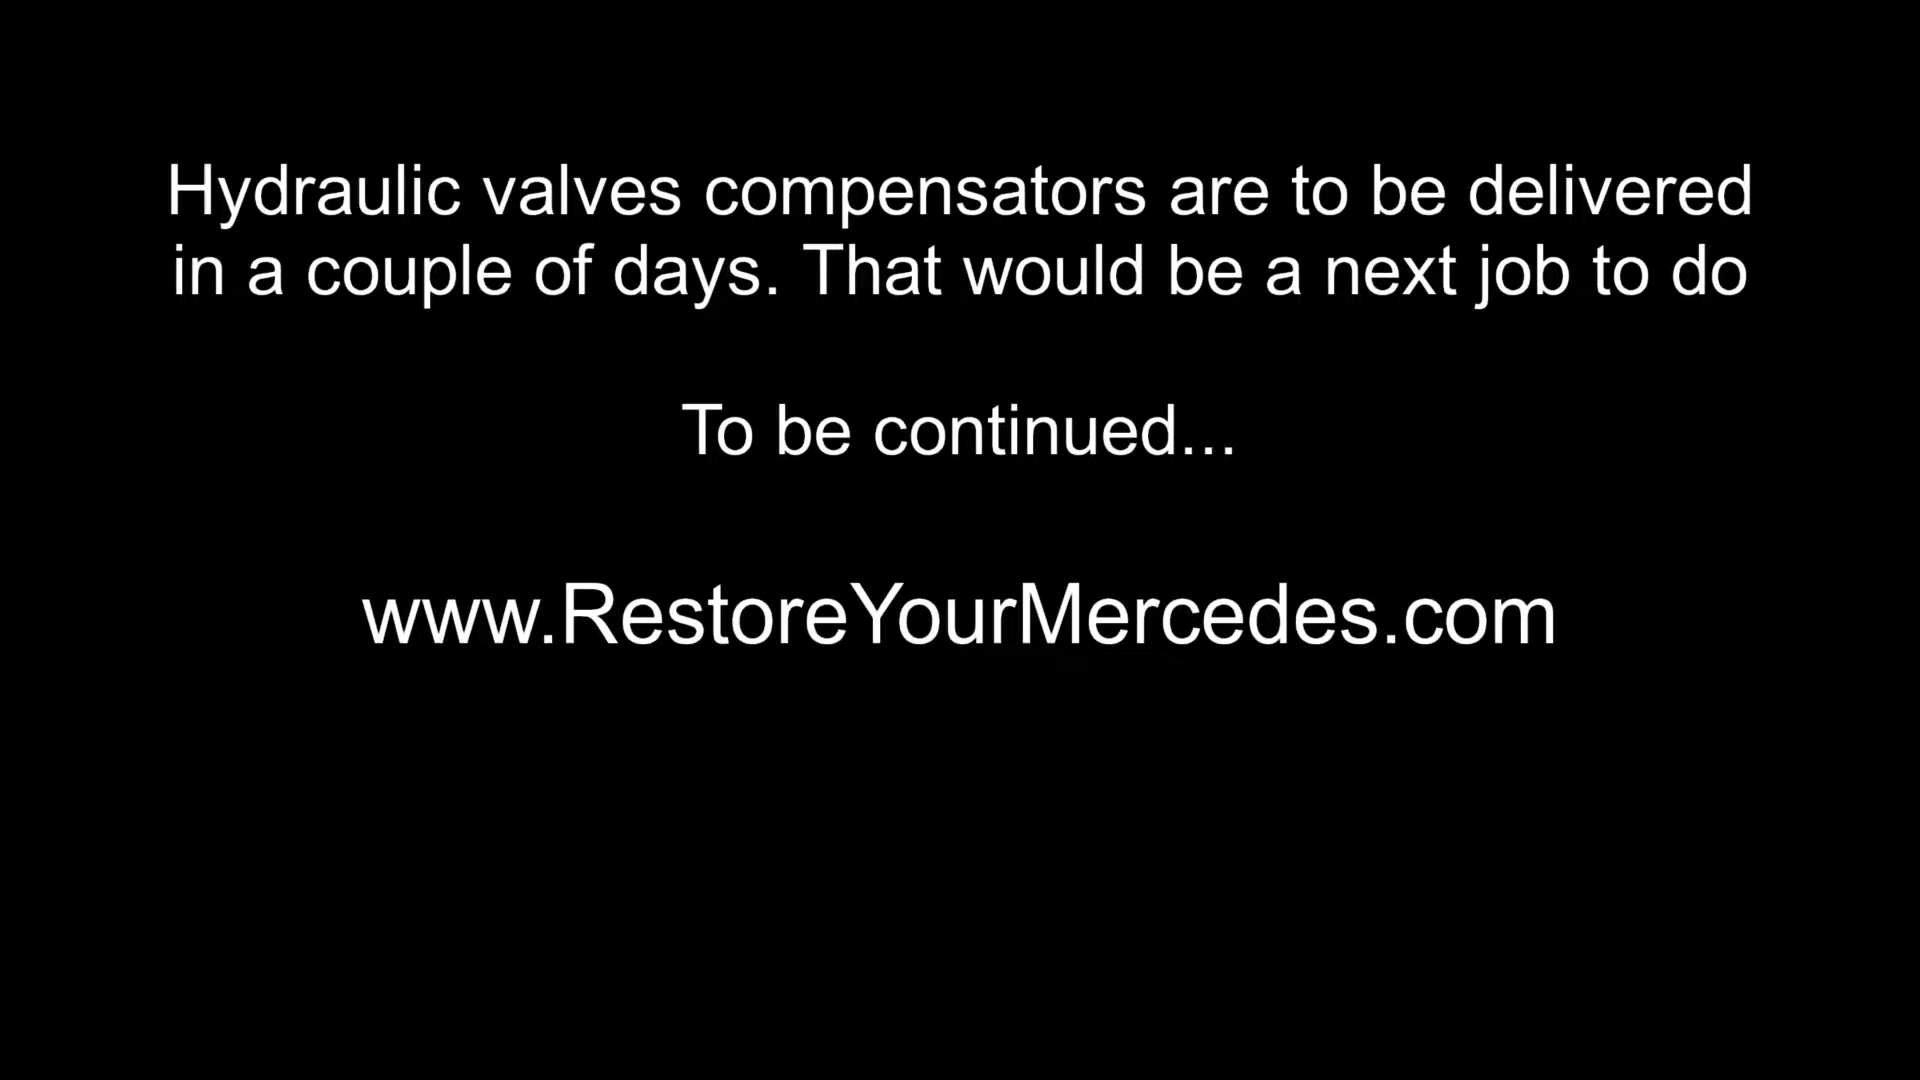 Hydraulic valves compensators are to be delivered
in a couple of days. That would be a next job to do
To be continued...
www.RestoreYourMercedes.com